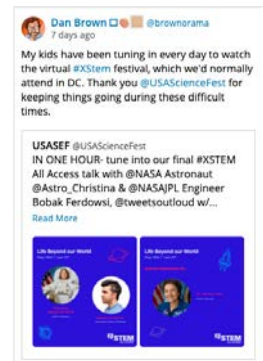 Dan Brown @brownorama
7 days ago
My kids have been tuning in every day to watch
the virtual #XStem festival, which we'd normally
attend in DC. Thank you @USAScienceFest for
keeping things going during these difficult
times.
USASEF @USAScienceFest
IN ONE HOUR- tune into our final #XSTEM
All Access talk with @NASA Astronaut
@Astro_Christina & @NASAJPL Engineer
Bobak Ferdowsi, @tweetsoutloud w/...
Read More
Life Beyond our World
Life Beyond our World
STEM
STEM